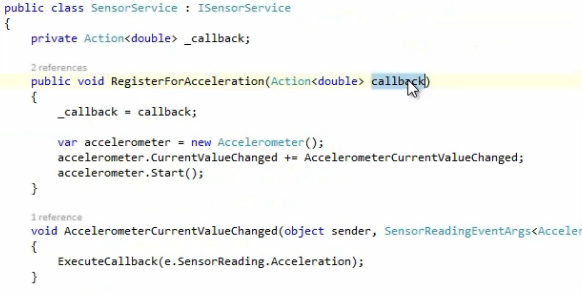 public class SensorService : ISensorService
{
    private Action<double> _callback;
    2 references
    public void RegisterForAcceleration(Action<double> callback)
    {
        _callback = callback;
        var accelerometer = new Accelerometer();
        accelerometer.CurrentValueChanged += AccelerometerCurrentValueChanged;
        accelerometer.Start();
    }
    1 reference
    void AccelerometerCurrentValueChanged(object sender, SensorReadingEventArgs<Acceler
    {
        ExecuteCallback(e.SensorReading.Acceleration);
    }